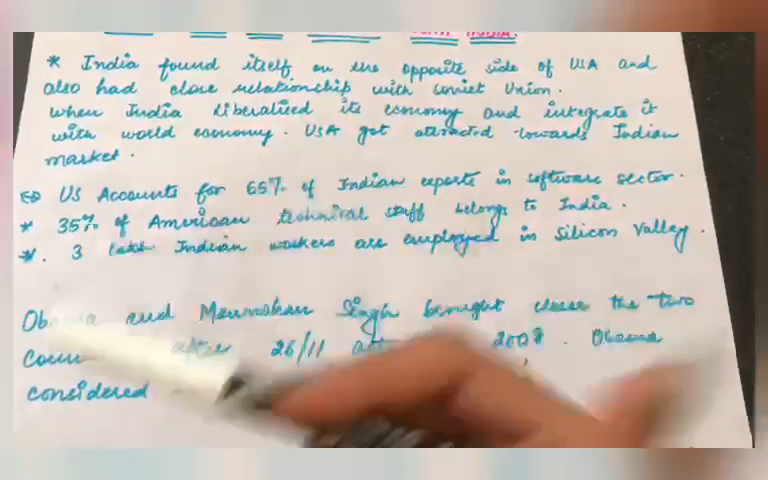 * India found itself on the opposite side of USA and
also had close relationship with Soviet Union.
when India liberalised its economy and integrate it
with world economy. USA got attracted towards Indian
market.
US Accounts for 65% of Indian exports in software sector.
* 35% of American technical staff belongs to India.
*. 3 Indian workers are employed in Silicon Valley.
and Manmohan Singh brought closer the two
after 26/11 2008. Obama
considered